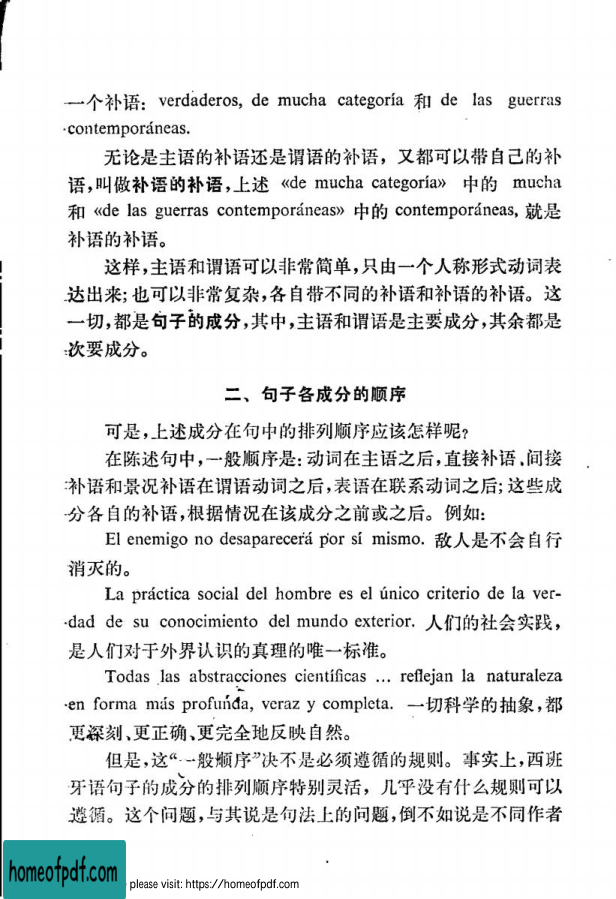 一个补语: verdaderos, de mucha categoría 和 de las guerras
contemporáneas.
无论是主语的补语还是谓语的补语，又都可以带自己的补
语,叫做补语的补语,上述 «de mucha categoría» 中的 mucha
和 «de las guerras contemporáneas» 中的 contemporáneas, 就是
补语的补语。
这样,主语和谓语可以非常简单,只由一个人称形式动词表
达出来;也可以非常复杂,各自带不同的补语和补语的补语。这
一切,都是句子的成分,其中,主语和谓语是主要成分,其余都是
次要成分。
二、句子各成分的顺序
可是,上述成分在句中的排列顺序应该怎样呢?
在陈述句中,一般顺序是:动词在主语之后,直接补语、间接
补语和景况补语在谓语动词之后,表语在联系动词之后;这些成
分各自的补语,根据情况在该成分之前或之后。例如:
El enemigo no desaparecerá por sí mismo. 敌人是不会自行
消灭的。
La práctica social del hombre es el único criterio de la ver-
dad de su conocimiento del mundo exterior. 人们的社会实践，
是人们对于外界认识的真理的唯一标准。
Todas las abstracciones científicas ... reflejan la naturaleza
en forma más profunda, veraz y completa. 一切科学的抽象,都
更深刻、更正确、更完全地反映自然。
但是,这“一般顺序”决不是必须遵循的规则。事实上,西班
牙语句子的成分的排列顺序特别灵活，几乎没有什么规则可以
遵循。这个问题,与其说是句法上的问题,倒不如说是不同作者
homeofpdf.com
please visit: https://homeofpdf.com